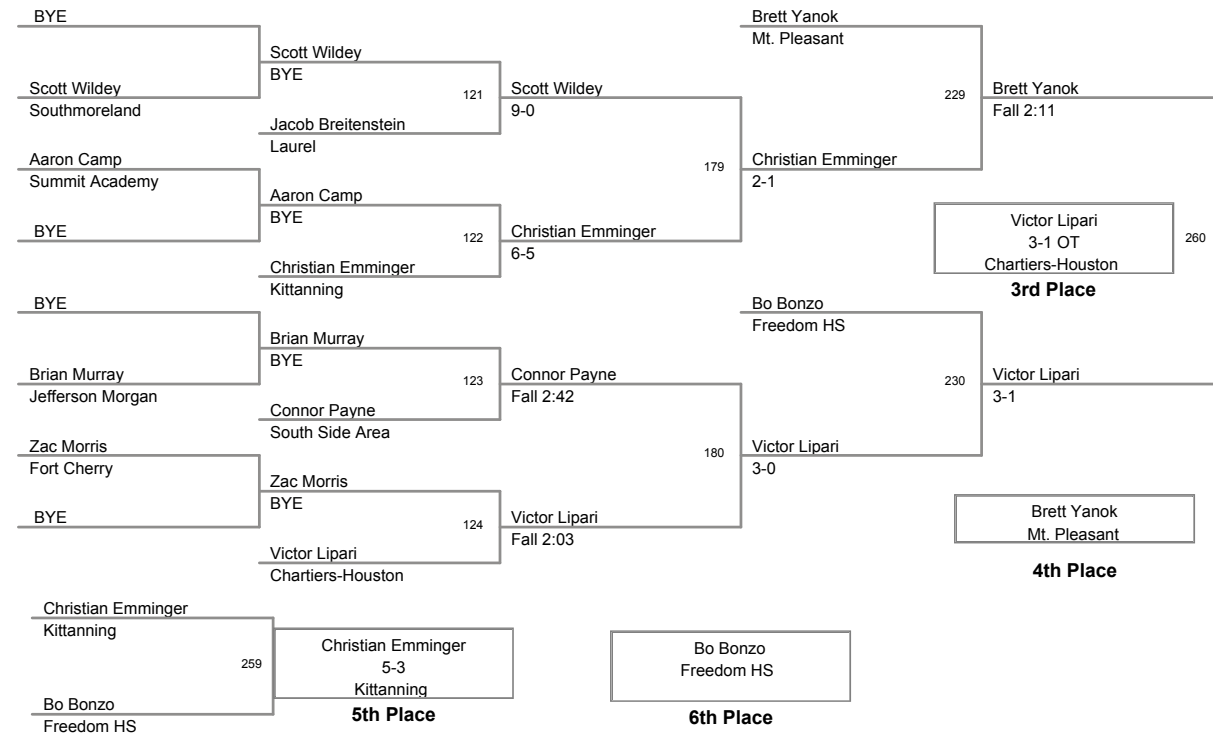 BYE
Scott Wildey
Southmoreland
Aaron Camp
Summit Academy
BYE
BYE
Brian Murray
Jefferson Morgan
Zac Morris
Fort Cherry
BYE
Scott Wildey
BYE
121
Jacob Breitenstein
Laurel
Aaron Camp
BYE
122
Christian Emminger
Kittanning
Brian Murray
BYE
123
Connor Payne
South Side Area
Zac Morris
BYE
124
Victor Lipari
Chartiers-Houston
Scott Wildey
9-0
179
Christian Emminger
6-5
Connor Payne
Fall 2:42
180
Victor Lipari
Fall 2:03
Brett Yanok
Mt. Pleasant
229
Christian Emminger
2-1
Bo Bonzo
Freedom HS
230
Victor Lipari
3-0
Brett Yanok
Fall 2:11
Victor Lipari
3-1 OT
Chartiers-Houston
260
3rd Place
Victor Lipari
3-1
Brett Yanok
Mt. Pleasant
4th Place
Christian Emminger
Kittanning
259
Bo Bonzo
Freedom HS
Christian Emminger
5-3
Kittanning
5th Place
Bo Bonzo
Freedom HS
6th Place